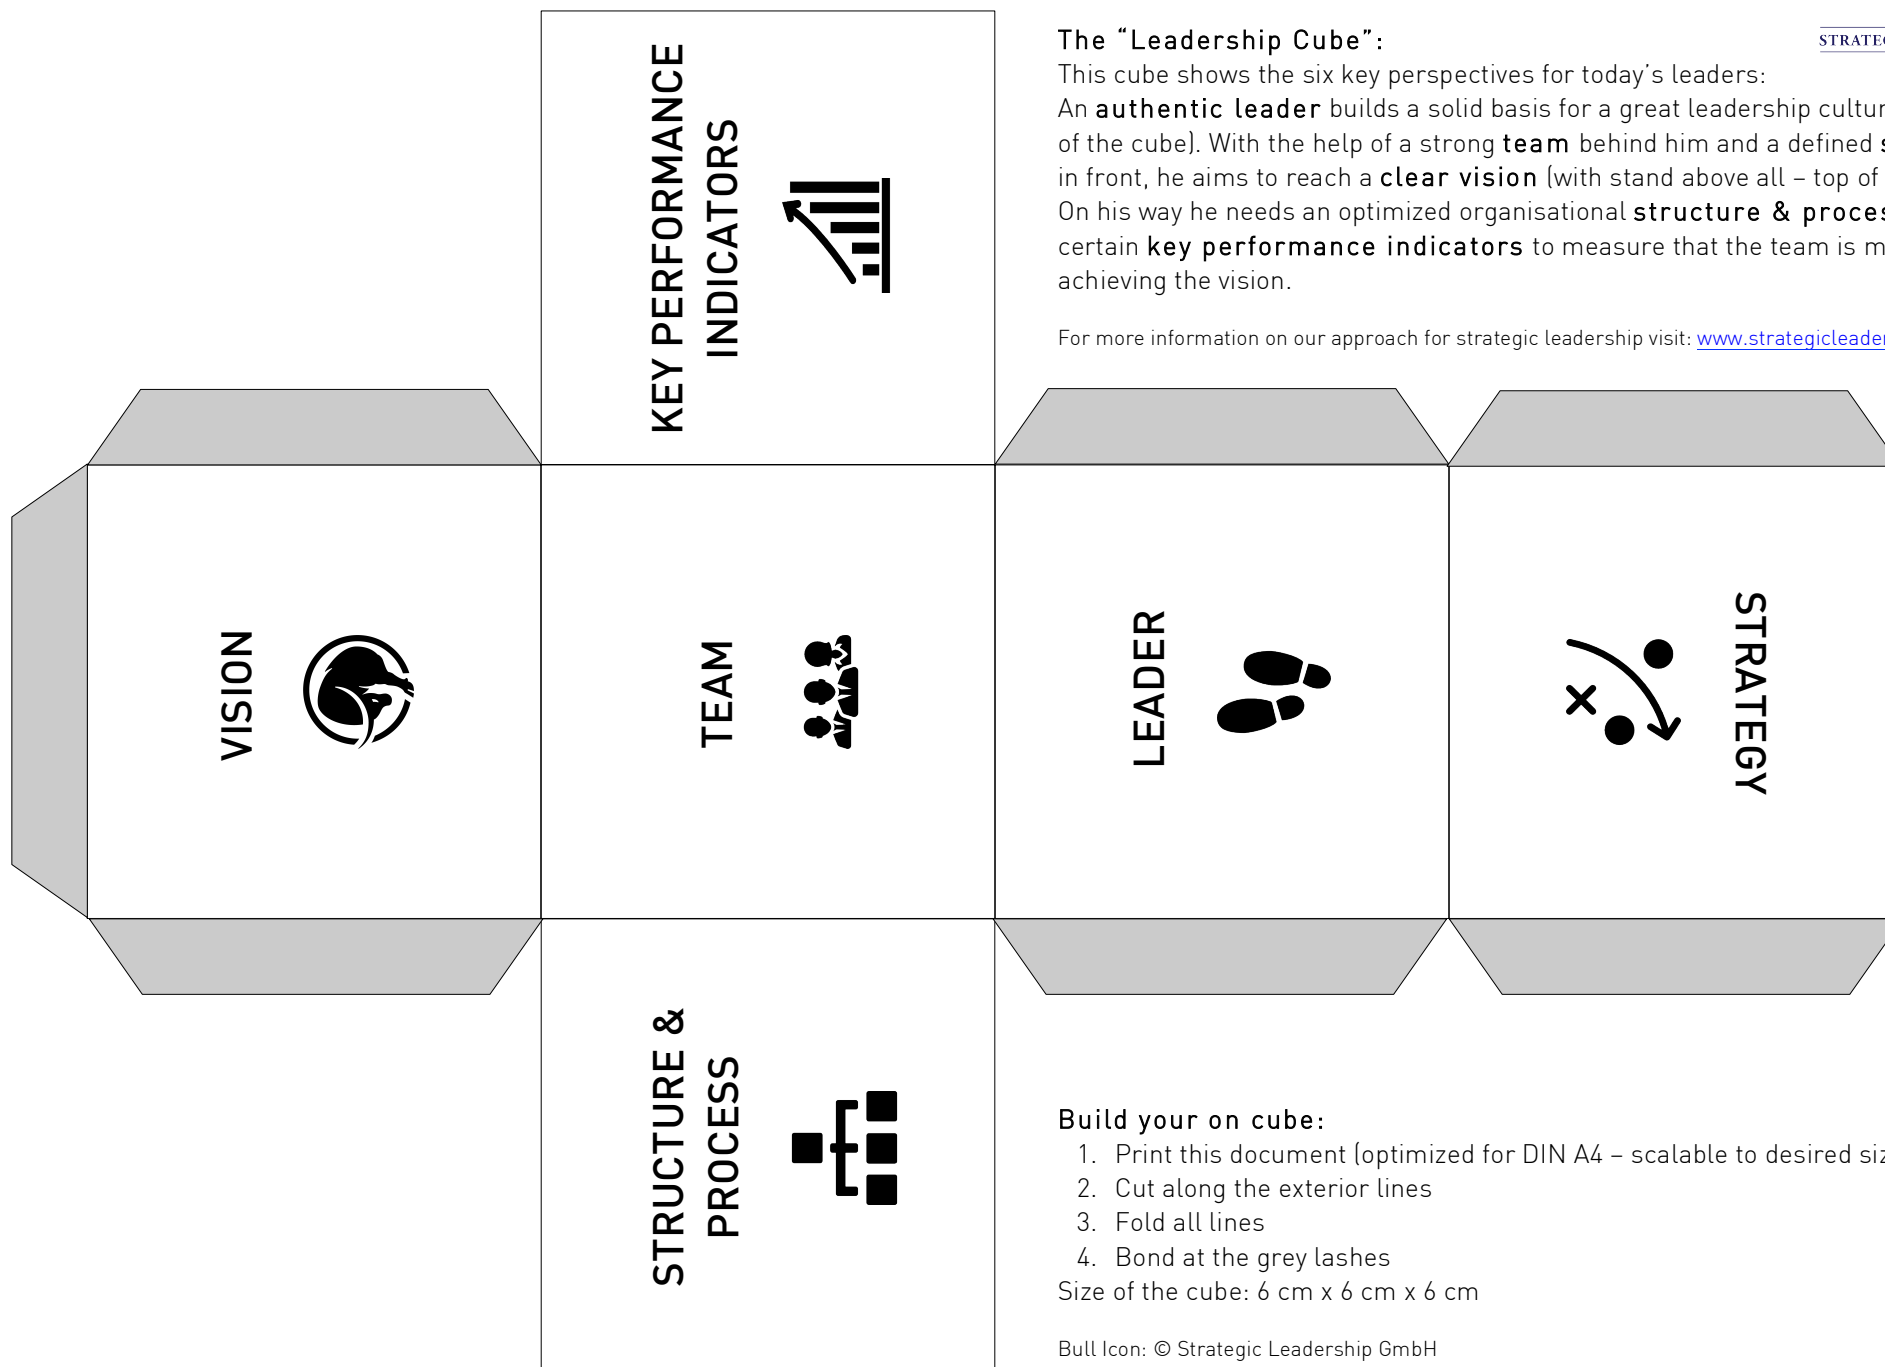 KEY PERFORMANCE
INDICATORS
The “Leadership Cube”:
This cube shows the six key perspectives for today’s leaders:
An authentic leader builds a solid basis for a great leadership
of the cube). With the help of a strong team behind him and a defined
in front, he aims to reach a clear vision (with stand above all – top of
On his way he needs an optimized organisational structure &
certain key performance indicators to measure that the team is
achieving the vision.
For more information on our approach for strategic leadership visit:
VISION
TEAM
LEADER
STRATEGY
STRUCTURE &
PROCESS
Build your on cube:
1. Print this document (optimized for DIN A4 – scalable to desired
2. Cut along the exterior lines
3. Fold all lines
4. Bond at the grey lashes
Size of the cube: 6 cm x 6 cm x 6 cm
Bull Icon: © Strategic Leadership GmbH